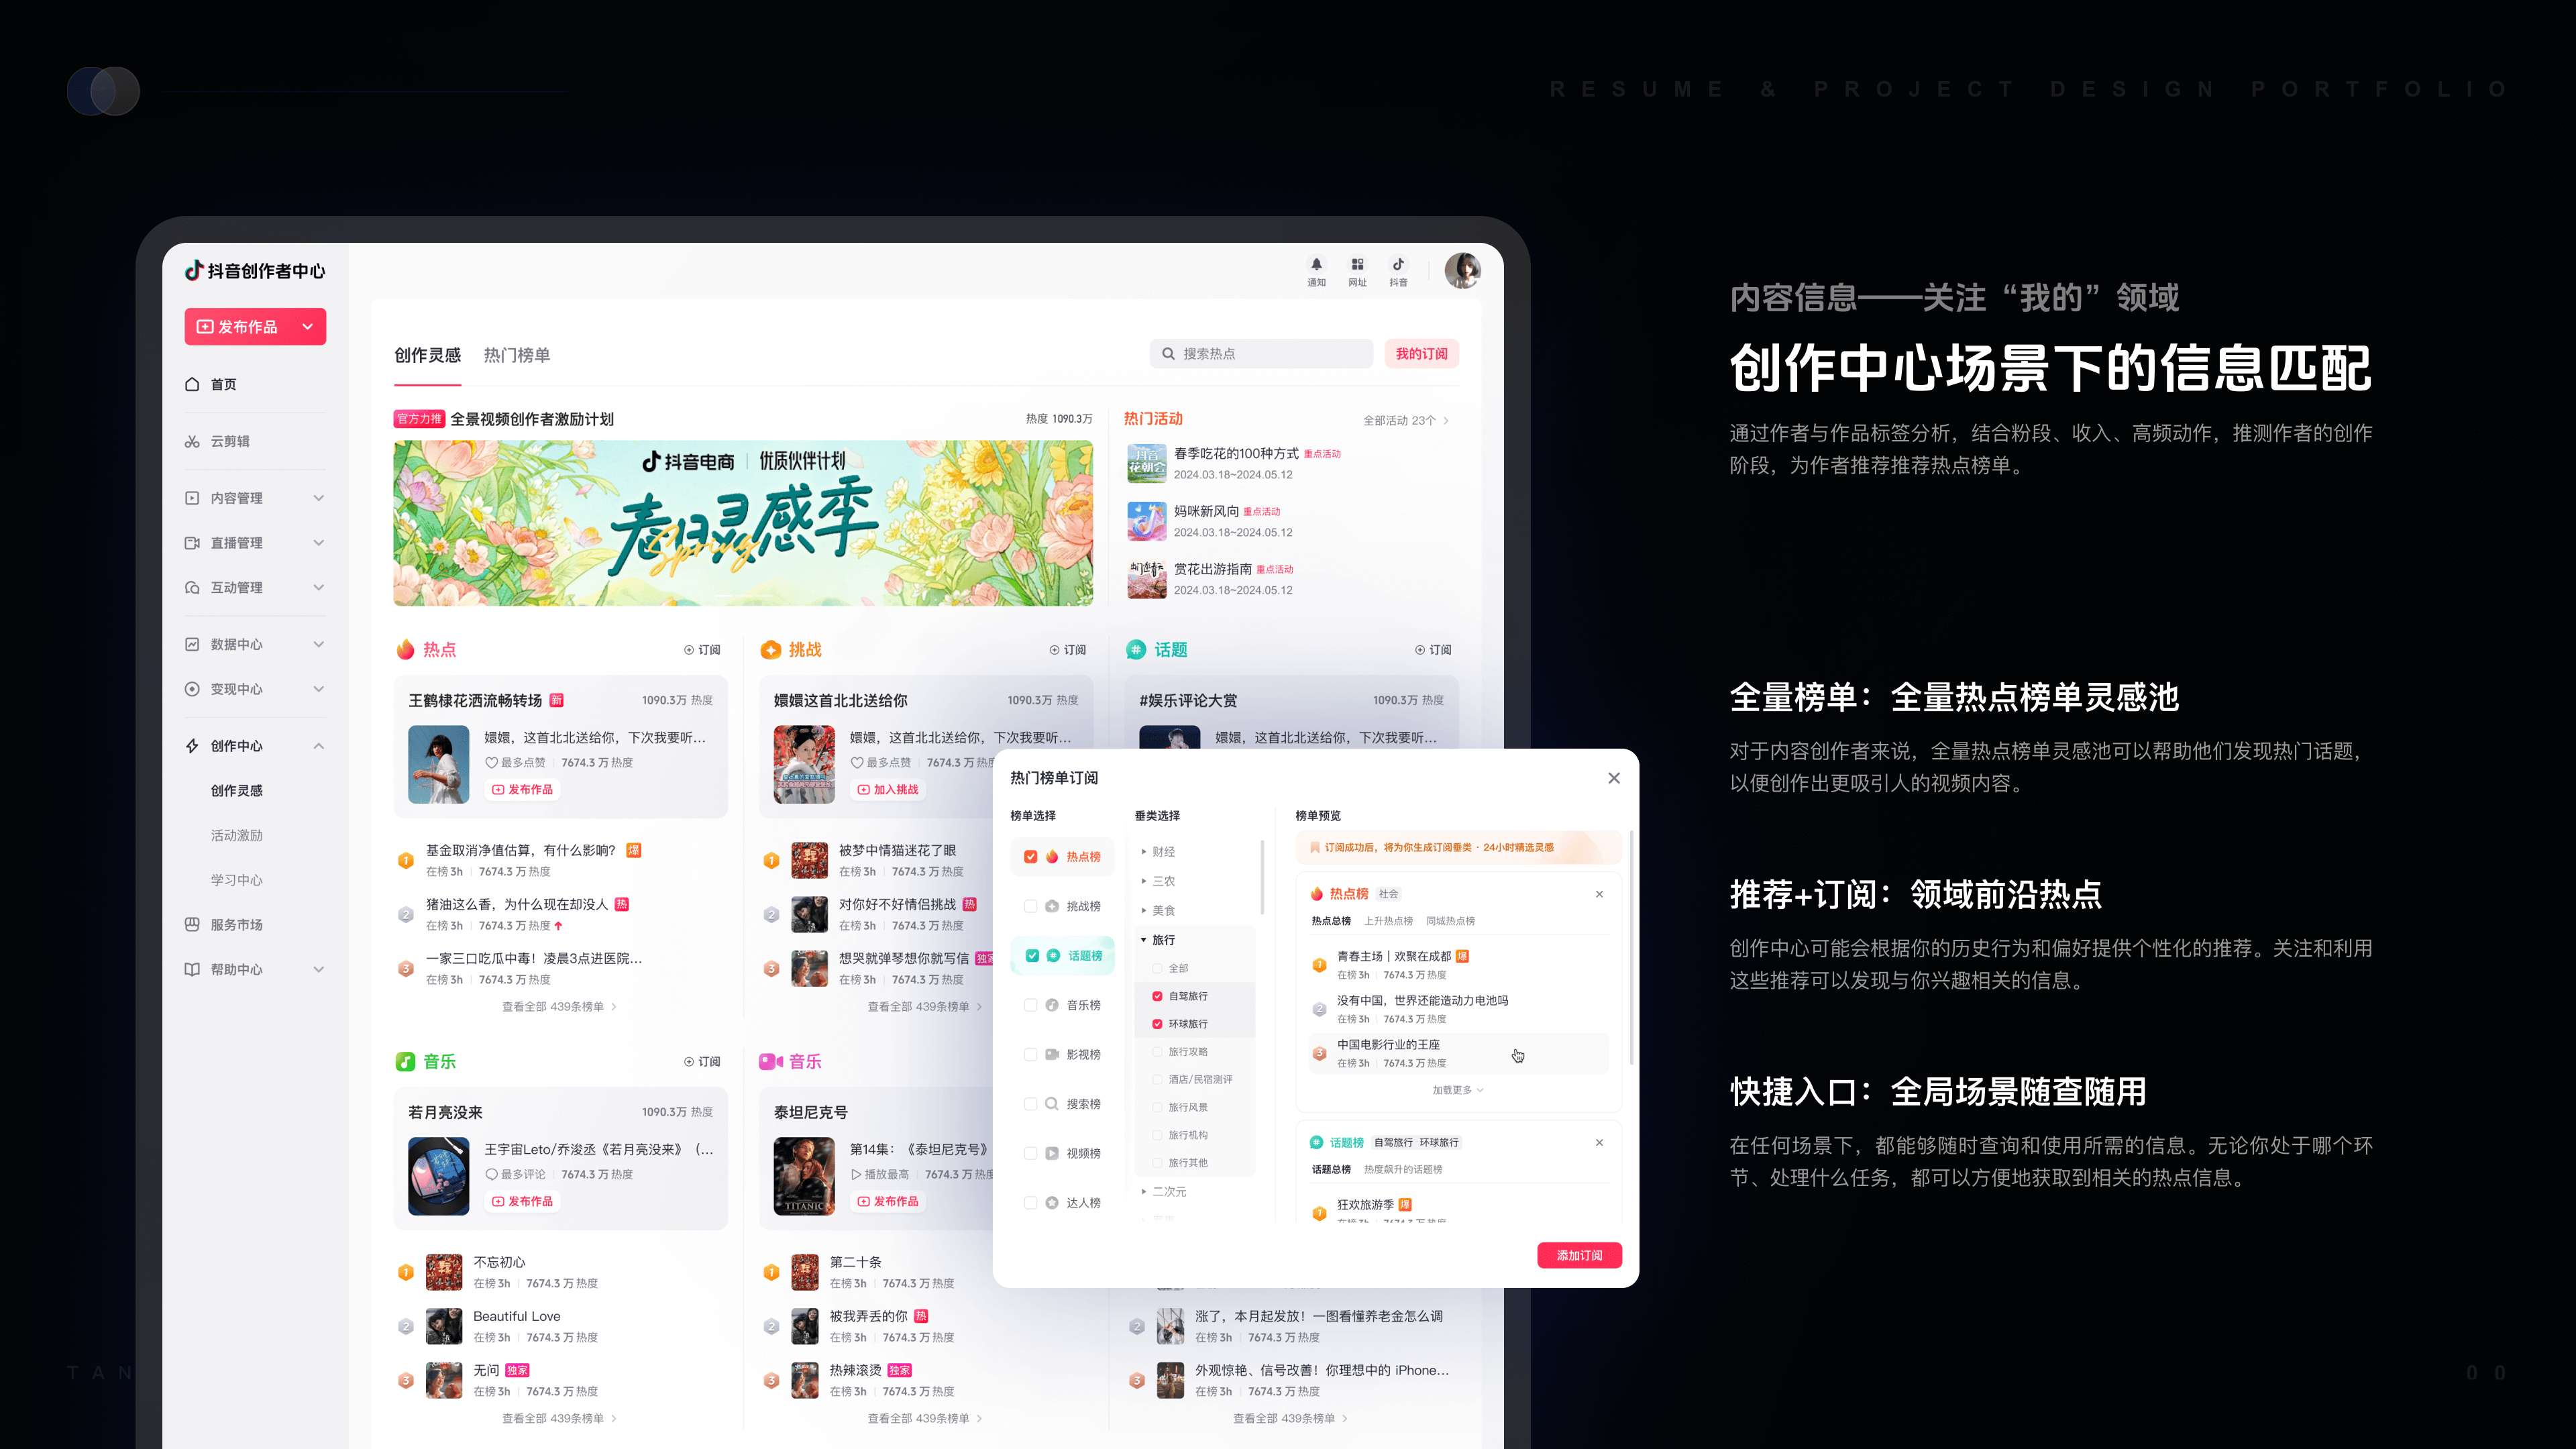 RESUME & PROJECT DESIGN PORTFOLIO
抖音创作者中心
发布作品
首页
云剪辑
内容管理
直播管理
互动管理
数据中心
变现中心
创作中心
创作灵感
活动激励
学习中心
服务市场
帮助中心
通知
网址
抖音
创作灵感 热门榜单
搜索热点
我的订阅
官方力推 全景视频创作者激励计划
热度 1090.3万
抖音电商 | 优质伙伴计划
春日灵感季
Spring
热门活动
全部活动 23个
春季吃花的100种方式 重点活动
2024.03.18~2024.05.12
妈咪新风向 重点活动
2024.03.18~2024.05.12
赏花出游指南 重点活动
2024.03.18~2024.05.12
热点
订阅
王鹤棣花洒流畅转场 新
1090.3万 热度
嬛嬛，这首北北送给你，下次我要听...
最多点赞 | 7674.3 万热度
发布作品
1 基金取消净值估算，有什么影响？ 爆
在榜 3h | 7674.3 万热度
2 猪油这么香，为什么现在却没人 热
在榜 3h | 7674.3 万热度
3 一家三口吃瓜中毒！凌晨3点进医院...
在榜 3h | 7674.3 万热度
查看全部 439条榜单
挑战
订阅
嬛嬛这首北北送给你
1090.3万 热度
嬛嬛，这首北北送给你，下次我要听...
最多点赞 | 7674.3 万热度
加入挑战
1 被梦中情猫迷花了眼
在榜 3h | 7674.3 万热度
2 对你好不好情侣挑战 热
在榜 3h | 7674.3 万热度
3 想哭就弹琴想你就写信 独家
在榜 3h | 7674.3 万热度
查看全部 439条榜单
话题
订阅
#娱乐评论大赏
1090.3万 热度
嬛嬛，这首北北送给你，下次我要听...
音乐
订阅
若月亮没来
1090.3万 热度
王宇宙Leto/乔浚丞《若月亮没来》（...
最多评论 | 7674.3 万热度
发布作品
1 不忘初心
在榜 3h | 7674.3 万热度
2 Beautiful Love
在榜 3h | 7674.3 万热度
3 无问 独家
在榜 3h | 7674.3 万热度
查看全部 439条榜单
音乐
泰坦尼克号
第14集：《泰坦尼克号》
播放最高 | 7674.3 万热度
发布作品
TITANIC
1 第二十条
在榜 3h | 7674.3 万热度
2 被我弄丢的你 热
在榜 3h | 7674.3 万热度
3 热辣滚烫 独家
在榜 3h | 7674.3 万热度
查看全部 439条榜单
2 涨了，本月起发放！一图看懂养老金怎么调
在榜 3h | 7674.3 万热度
3 外观惊艳、信号改善！你理想中的 iPhone...
在榜 3h | 7674.3 万热度
查看全部 439条榜单
热门榜单订阅
榜单选择
热点榜
挑战榜
话题榜
音乐榜
影视榜
搜索榜
视频榜
达人榜
垂类选择
财经
三农
美食
旅行
全部
自驾旅行
环球旅行
旅行攻略
酒店/民宿测评
旅行风景
旅行机构
旅行其他
二次元
榜单预览
订阅成功后，将为你生成订阅垂类 · 24小时精选灵感
热点榜 社会
热点总榜 上升热点榜 同城热点榜
1 青春主场 | 欢聚在成都 爆
在榜 3h | 7674.3 万热度
2 没有中国，世界还能造动力电池吗
在榜 3h | 7674.3 万热度
3 中国电影行业的王座
在榜 3h | 7674.3 万热度
加载更多
话题榜 自驾旅行 环球旅行
话题总榜 热度飙升的话题榜
1 狂欢旅游季 爆
在榜 3h | 7674.3 万热度
添加订阅
内容信息——关注“我的”领域
创作中心场景下的信息匹配
通过作者与作品标签分析，结合粉段、收入、高频动作，推测作者的创作
阶段，为作者推荐推荐热点榜单。
全量榜单：全量热点榜单灵感池
对于内容创作者来说，全量热点榜单灵感池可以帮助他们发现热门话题，
以便创作出更吸引人的视频内容。
推荐+订阅：领域前沿热点
创作中心可能会根据你的历史行为和偏好提供个性化的推荐。关注和利用
这些推荐可以发现与你兴趣相关的信息。
快捷入口：全局场景随查随用
在任何场景下，都能够随时查询和使用所需的信息。无论你处于哪个环
节、处理什么任务，都可以方便地获取到相关的热点信息。
TAN
00